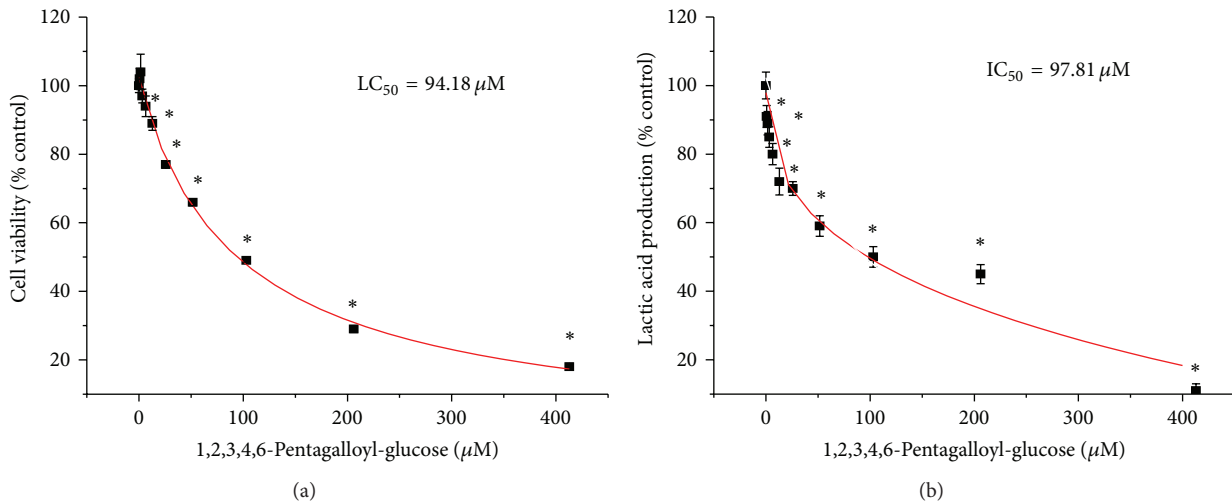 120
100
80
60
40
20
Cell viability (% control)
LC50 = 94.18 μM
* * * * * * *
0 100 200 300 400
1,2,3,4,6-Pentagalloyl-glucose (μM)
(a)
120
100
80
60
40
20
Lactic acid production (% control)
IC50 = 97.81 μM
* * * * * * * *
0 100 200 300 400
1,2,3,4,6-Pentagalloyl-glucose (μM)
(b)